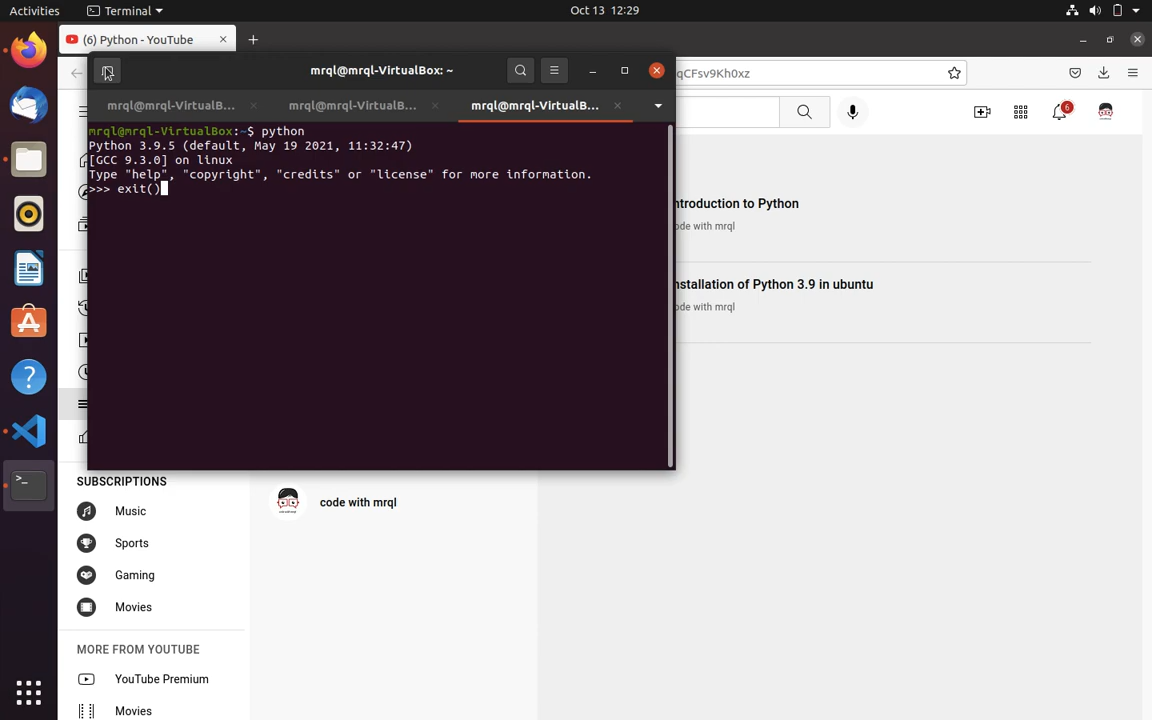 Activities
Terminal
Oct 13 12:29
(6) Python - YouTube
mrql@mrql-VirtualBox: ~
qCFsv9Kh0xz
mrql@mrql-VirtualB...
mrql@mrql-VirtualB...
mrql@mrql-VirtualB...
6
mrql@mrql-VirtualBox:~$ python
Python 3.9.5 (default, May 19 2021, 11:32:47)
[GCC 9.3.0] on linux
Type "help", "copyright", "credits" or "license" for more information.
>>> exit()
ntroduction to Python
ode with mrql
nstallation of Python 3.9 in ubuntu
ode with mrql
SUBSCRIPTIONS
Music
Sports
Gaming
Movies
MORE FROM YOUTUBE
YouTube Premium
Movies
code with mrql